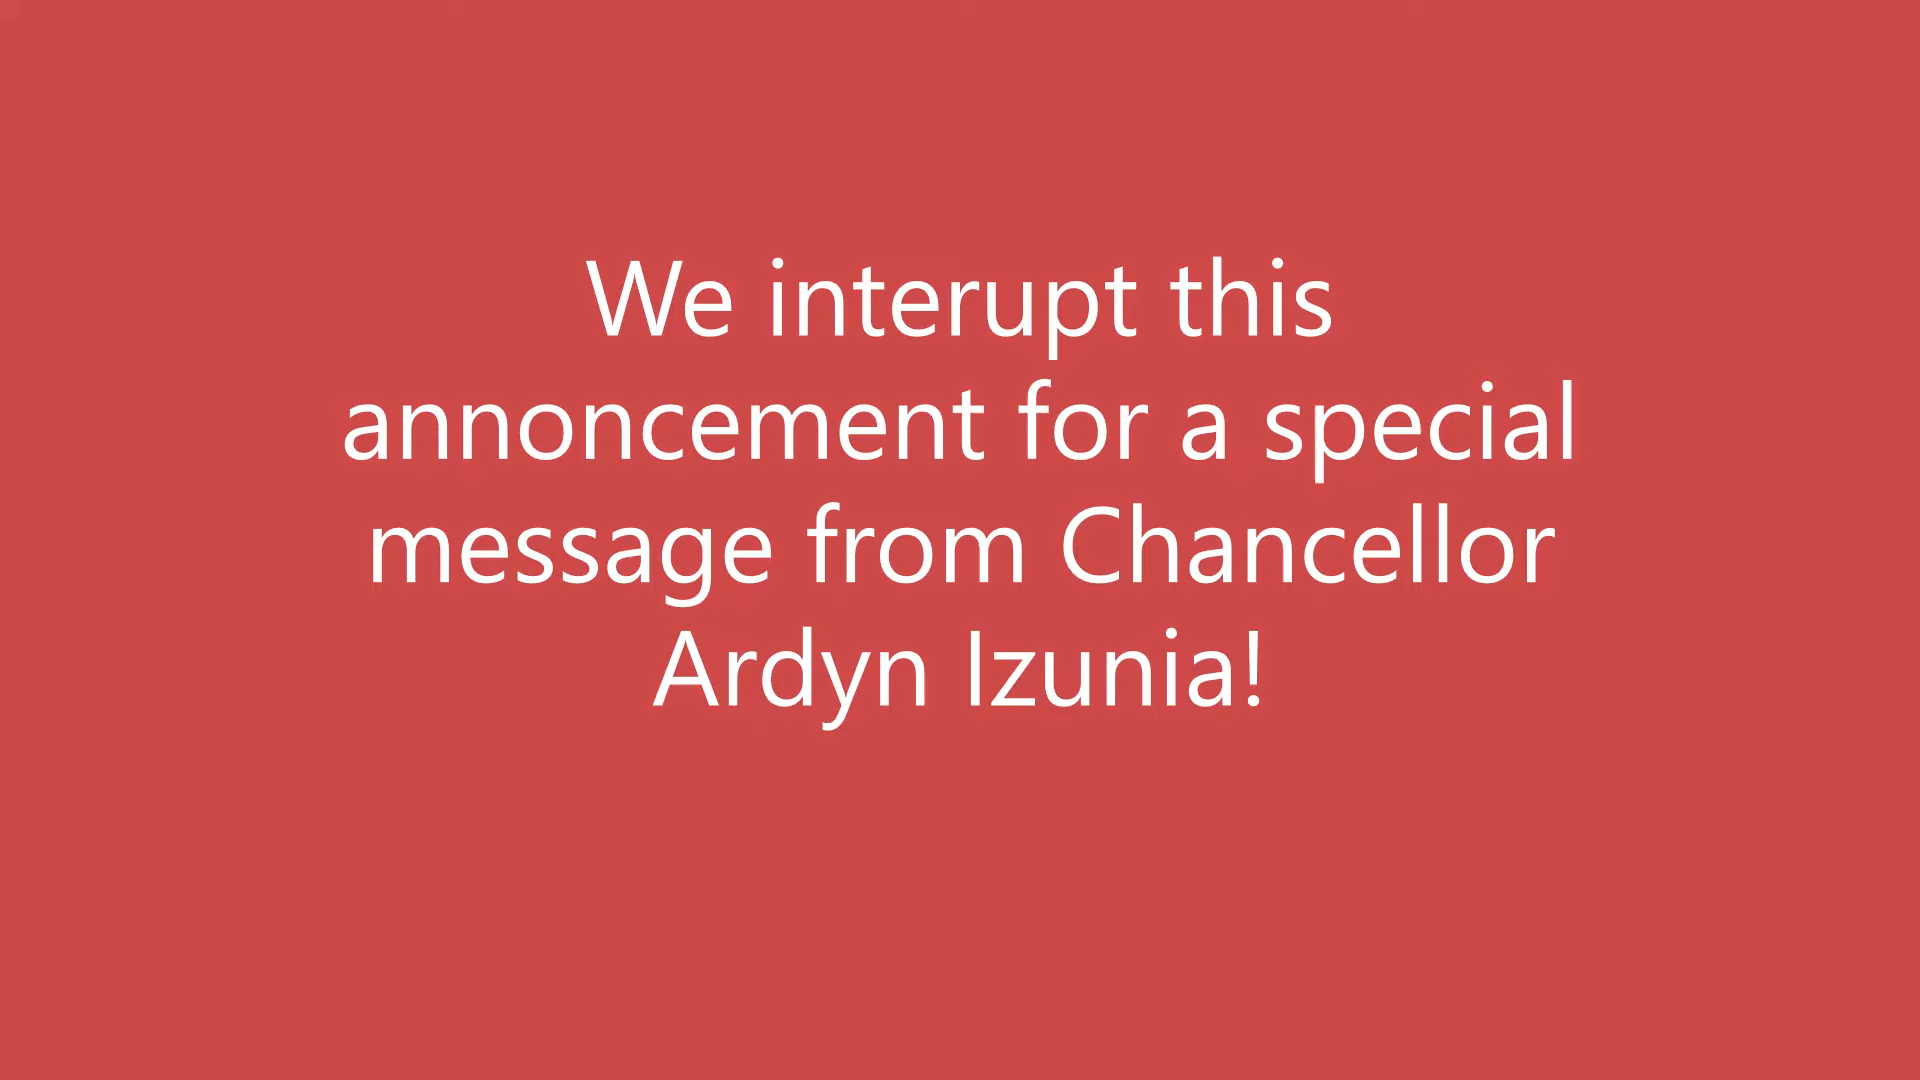 We interupt this
annoncement for a special
message from Chancellor
Ardyn Izunia!